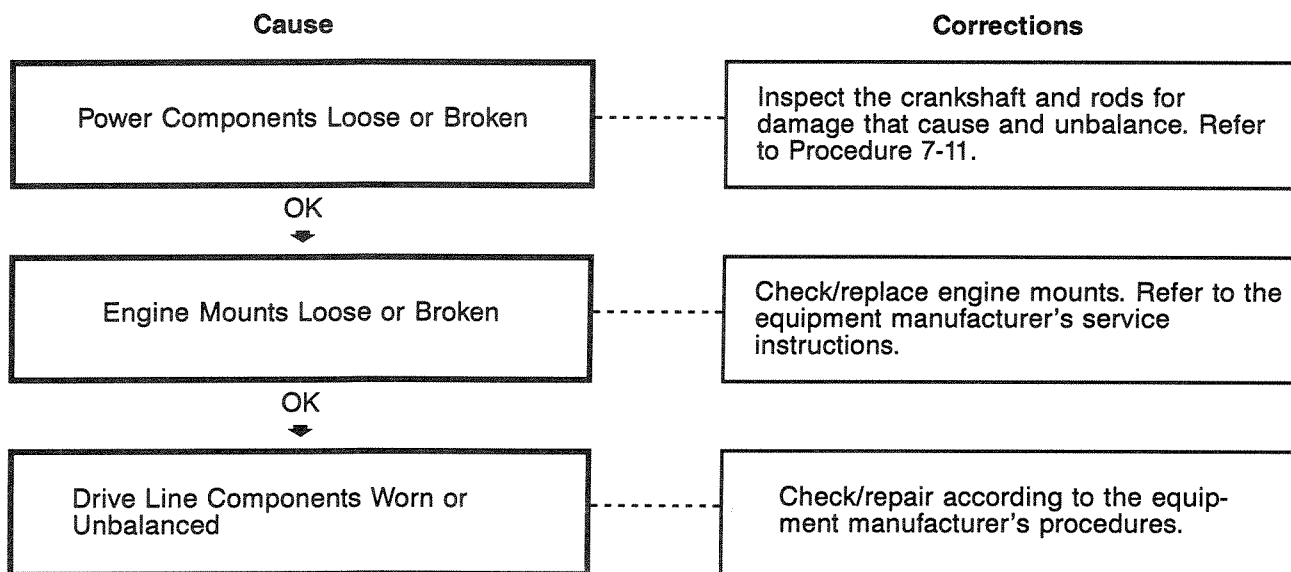 Cause
Corrections
Power Components Loose or Broken
Inspect the crankshaft and rods for
damage that cause and unbalance. Refer
to Procedure 7-11.
OK
Engine Mounts Loose or Broken
Check/replace engine mounts. Refer to the
equipment manufacturer's service
instructions.
OK
Drive Line Components Worn or
Unbalanced
Check/repair according to the equip-
ment manufacturer's procedures.